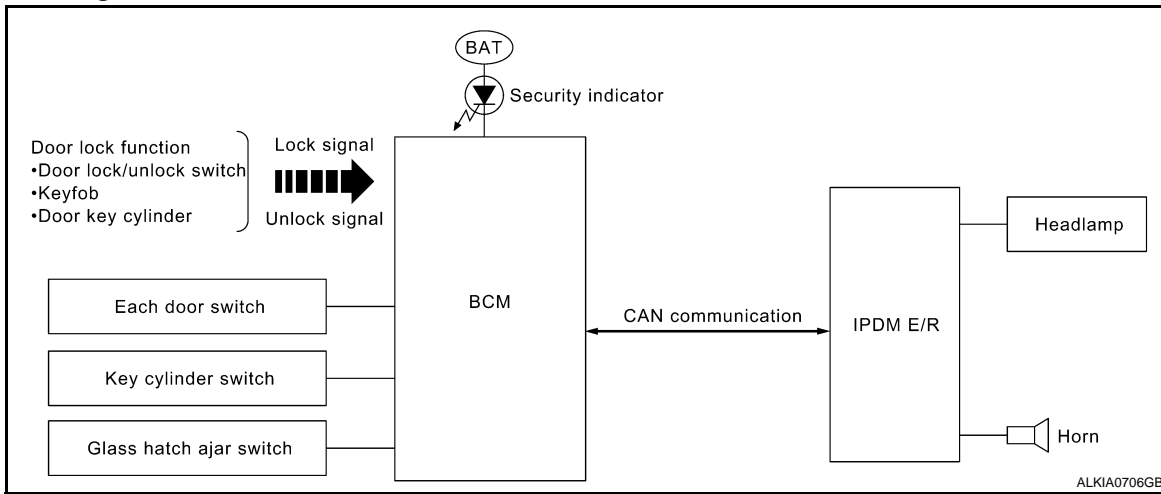 BAT
Security indicator
Door lock function
•Door lock/unlock switch
•Keyfob
•Door key cylinder
Lock signal
Unlock signal
Each door switch
Key cylinder switch
Glass hatch ajar switch
BCM
CAN communication
IPDM E/R
Headlamp
Horn
ALKIA0706GB